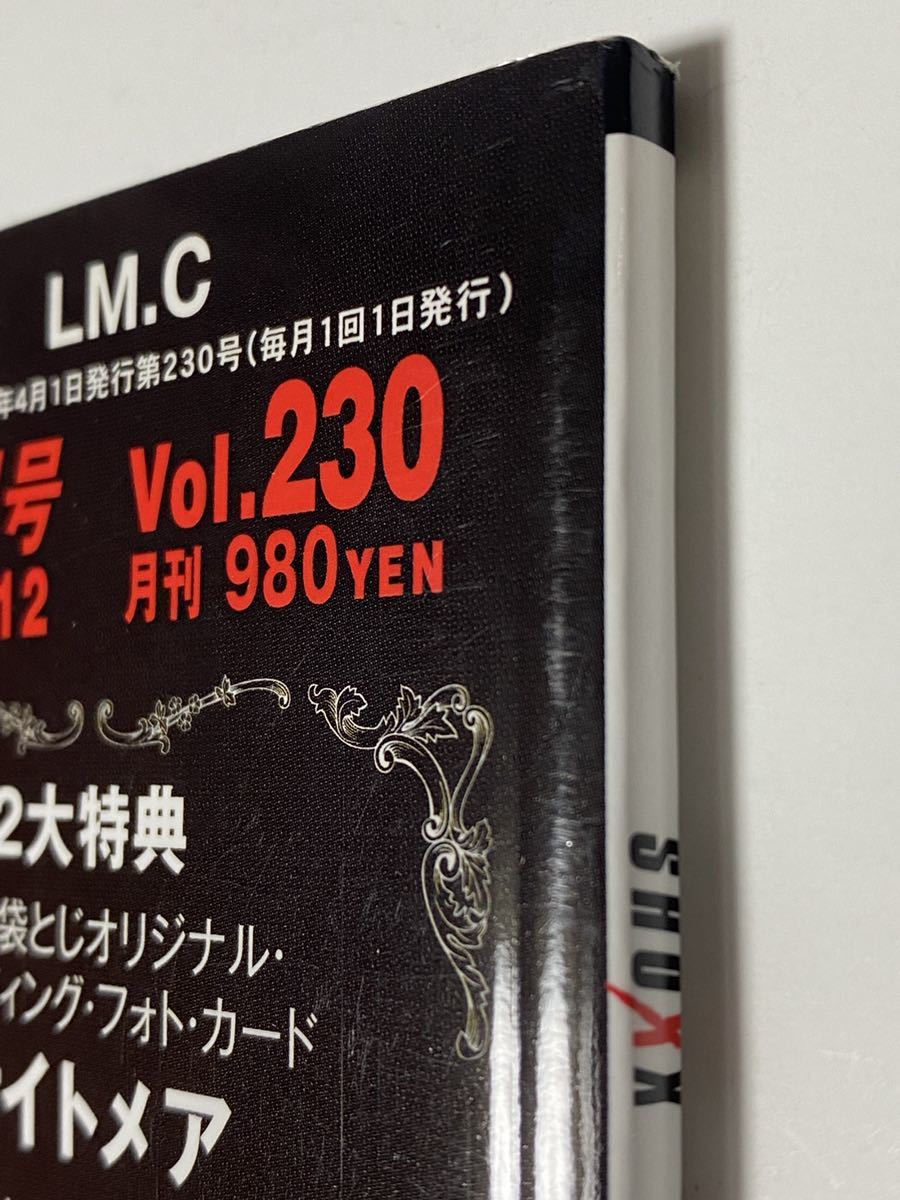 LM.C
年4月1日発行第230号(毎月1回1日発行)
号 Vol.230
12 月刊 980YEN
2大特典
袋とじオリジナル・
ィング・フォト・カード
イトメア
SHOXX